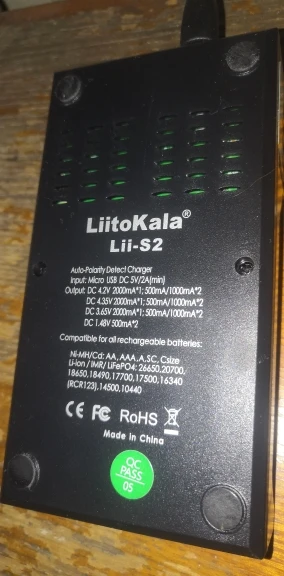 LiitoKala®
Lii-S2
Auto-Polarity Detect Charger
Input: Micro USB DC 5V/2A(min)
Output: DC 4.2V 2000mA*1; 500mA/1000mA*2
DC 4.35V 2000mA*1; 500mA/1000mA*2
DC 3.65V 2000mA*1; 500mA/1000mA*2
DC 1.48V 500mA*2
Compatible for all rechargeable batteries:
Ni-MH/Cd: AA, AAA, A,SC, Csize
Li-ion / IMR/ LiFePO4: 26650,20700,
18650,18490,17700,17500,16340
(RCR123),14500,10440
CE FC RoHS
Made in China
QC
PASS
05